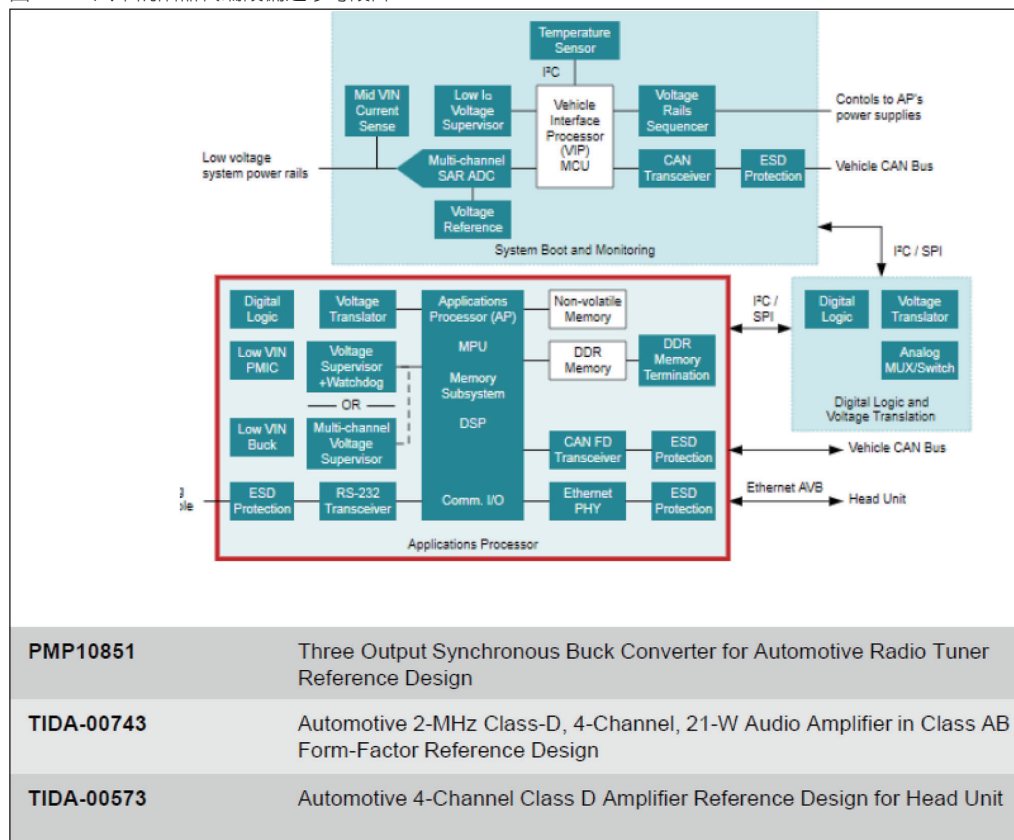 Temperature
Sensor
I²C
Mid VIN
Current
Sense
Low IQ
Voltage
Supervisor
Vehicle
Interface
Processor
(VIP)
MCU
Voltage
Rails
Sequencer
Contols to AP's
power supplies
Low voltage
system power rails
Multi-channel
SAR ADC
CAN
Transceiver
ESD
Protection
Vehicle CAN Bus
Voltage
Reference
System Boot and Monitoring
I²C / SPI
Digital
Logic
Voltage
Translator
Applications
Processor (AP)
MPU
Memory
Subsystem
DSP
Comm. I/O
Non-volatile
Memory
I²C /
SPI
Digital
Logic
Voltage
Translator
Low VIN
PMIC
Voltage
Supervisor
+Watchdog
DDR
Memory
DDR
Memory
Termination
Analog
MUX/Switch
OR
Digital Logic and
Voltage Translation
Low VIN
Buck
Multi-channel
Voltage
Supervisor
CAN FD
Transceiver
ESD
Protection
Vehicle CAN Bus
ESD
Protection
RS-232
Transceiver
Ethernet
PHY
ESD
Protection
Ethernet AVB
Head Unit
Applications Processor
PMP10851
Three Output Synchronous Buck Converter for Automotive Radio Tuner
Reference Design
TIDA-00743
Automotive 2-MHz Class-D, 4-Channel, 21-W Audio Amplifier in Class AB
Form-Factor Reference Design
TIDA-00573
Automotive 4-Channel Class D Amplifier Reference Design for Head Unit